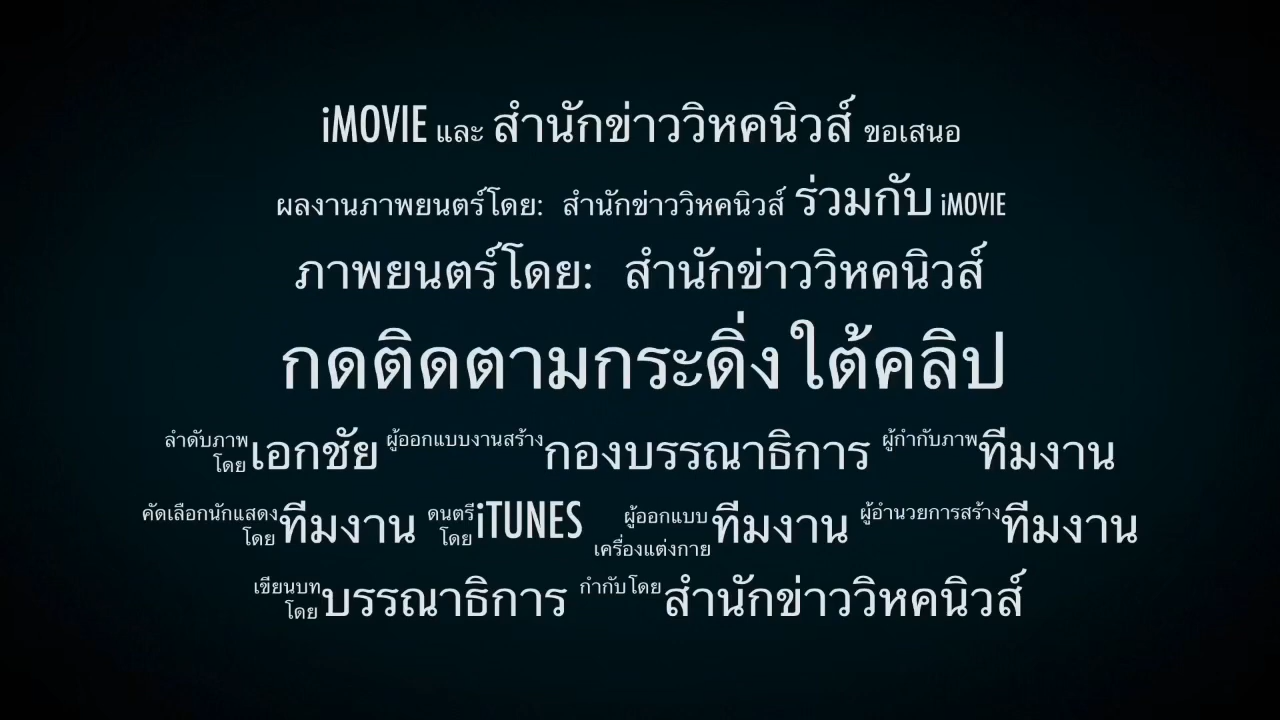 iMOVIE และ สำนักข่าววิหคนิวส์ ขอเสนอ
ผลงานภาพยนตร์โดย: สำนักข่าววิหคนิวส์ ร่วมกับ iMOVIE
ภาพยนตร์โดย: สำนักข่าววิหคนิวส์
กดติดตามกระดิ่ง ใต้คลิป
ลำดับภาพโดย เอกชัย ผู้ออกแบบงานสร้าง กองบรรณาธิการ ผู้กำกับภาพ ทีมงาน
คัดเลือกนักแสดงโดย ทีมงาน ดนตรีโดย iTUNES ผู้ออกแบบเครื่องแต่งกาย ทีมงาน ผู้อำนวยการสร้าง ทีมงาน
เขียนบทโดย บรรณาธิการ กำกับโดย สำนักข่าววิหคนิวส์